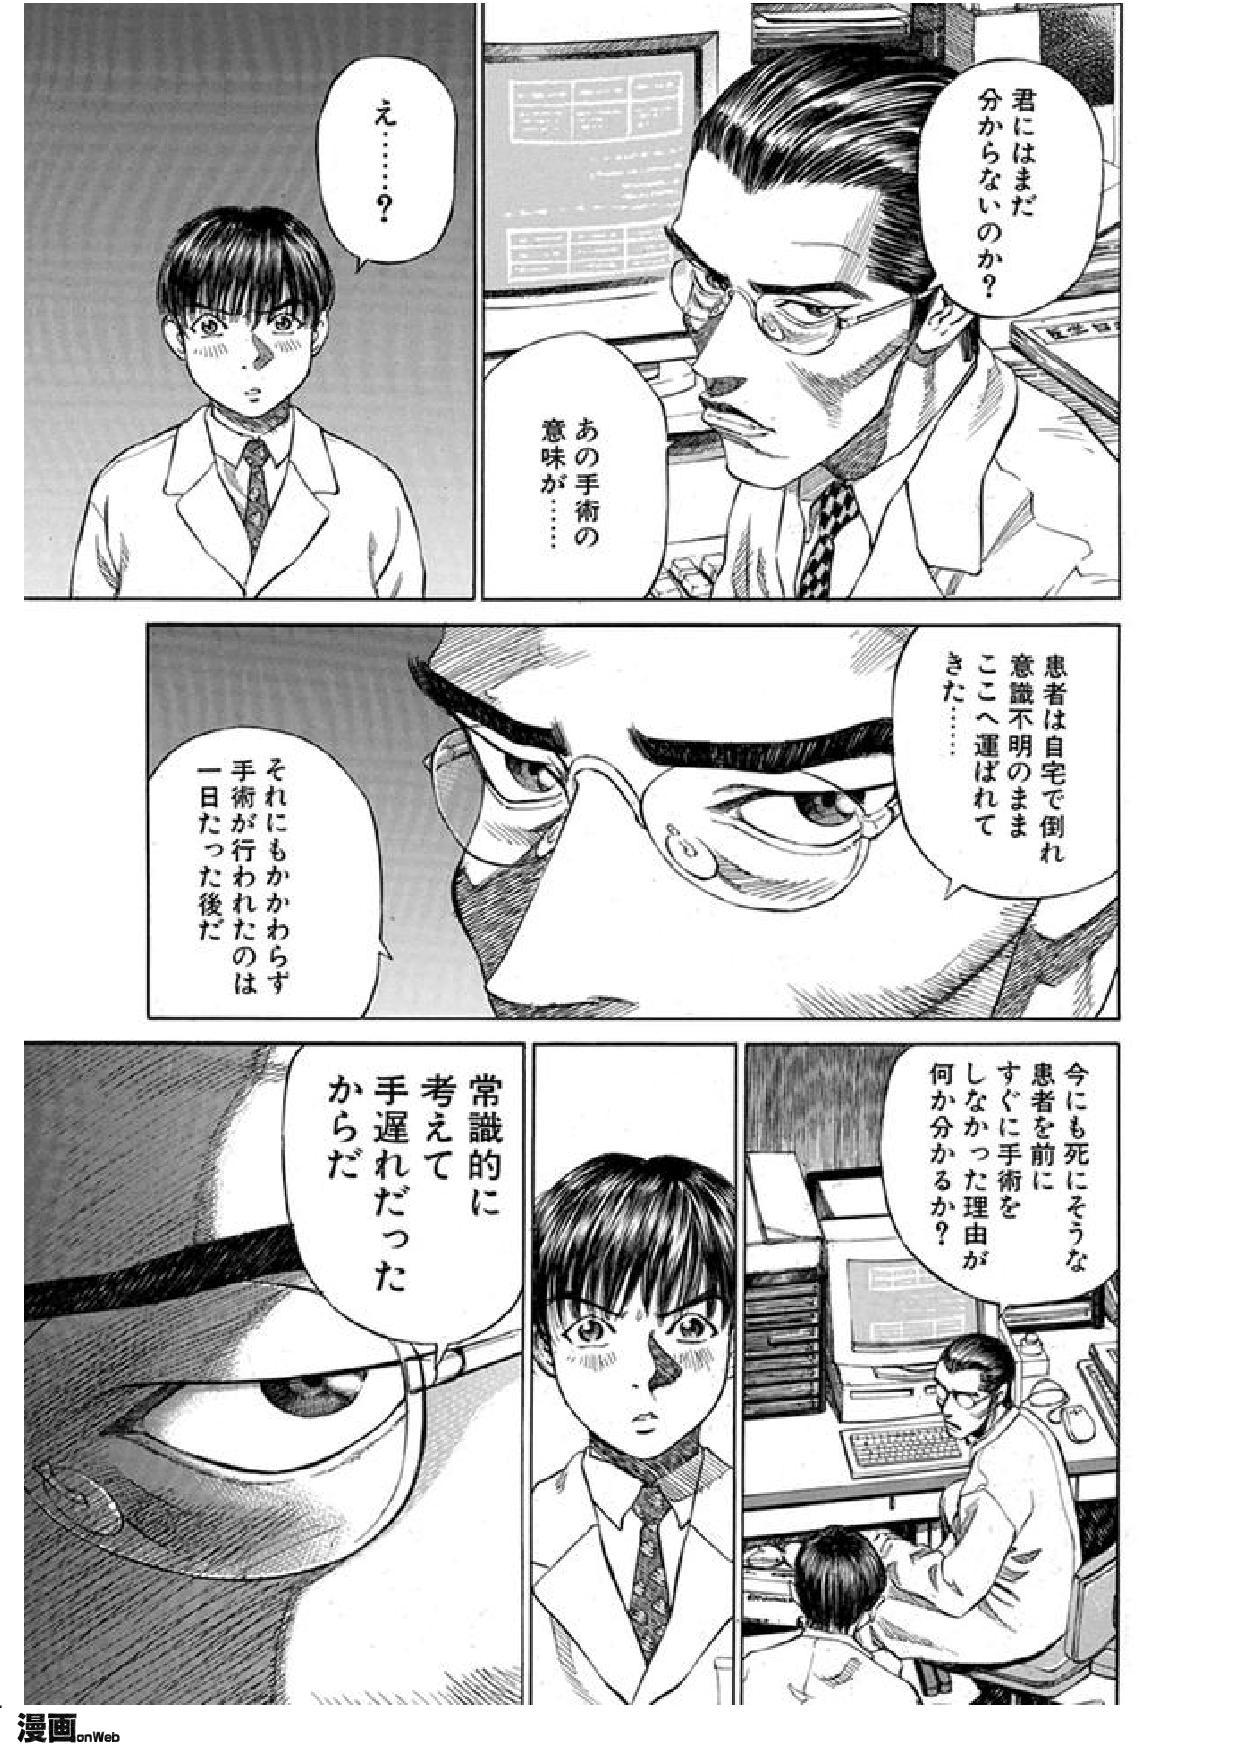 君にはまだ
分からないのか?
あの手術の
意味が……
え……?
患者は自宅で倒れ
意識不明のまま
ここへ運ばれて
きた……
それにもかかわらず
手術が行われたのは
一日たった後だ
今にも死にそうな
患者を前に
すぐに手術を
しなかった理由が
何か分かるか?
常識的に
考えて
手遅れだった
からだ
漫画onWeb